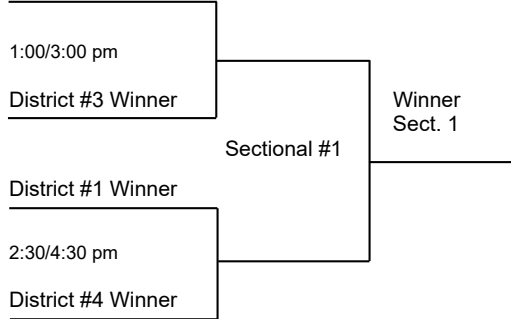 1:00/3:00 pm
District #3 Winner
Winner
Sect. 1
Sectional #1
District #1 Winner
2:30/4:30 pm
District #4 Winner